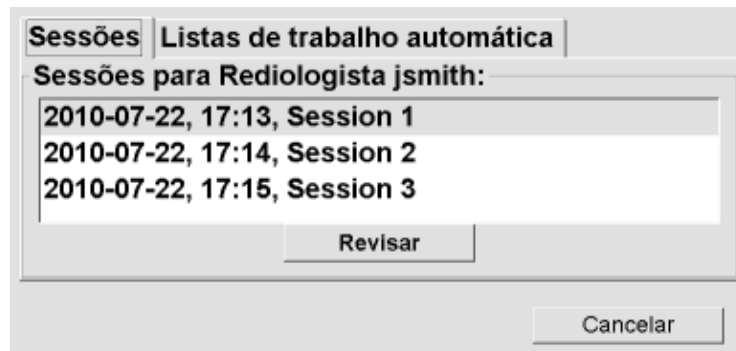 Sessões Listas de trabalho automática
Sessões para Rediologista jsmith:
2010-07-22, 17:13, Session 1
2010-07-22, 17:14, Session 2
2010-07-22, 17:15, Session 3
Revisar
Cancelar